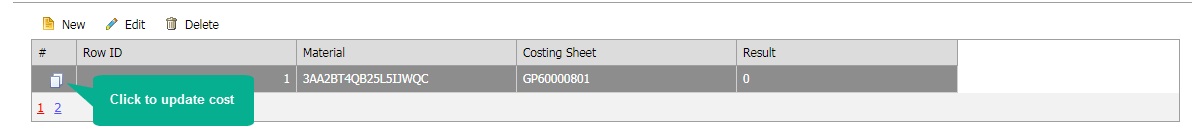 New Edit Delete
# Row ID Material Costing Sheet Result
1 3AA2BT4QB25L5IJWQC GP60000801 0
Click to update cost
1 2